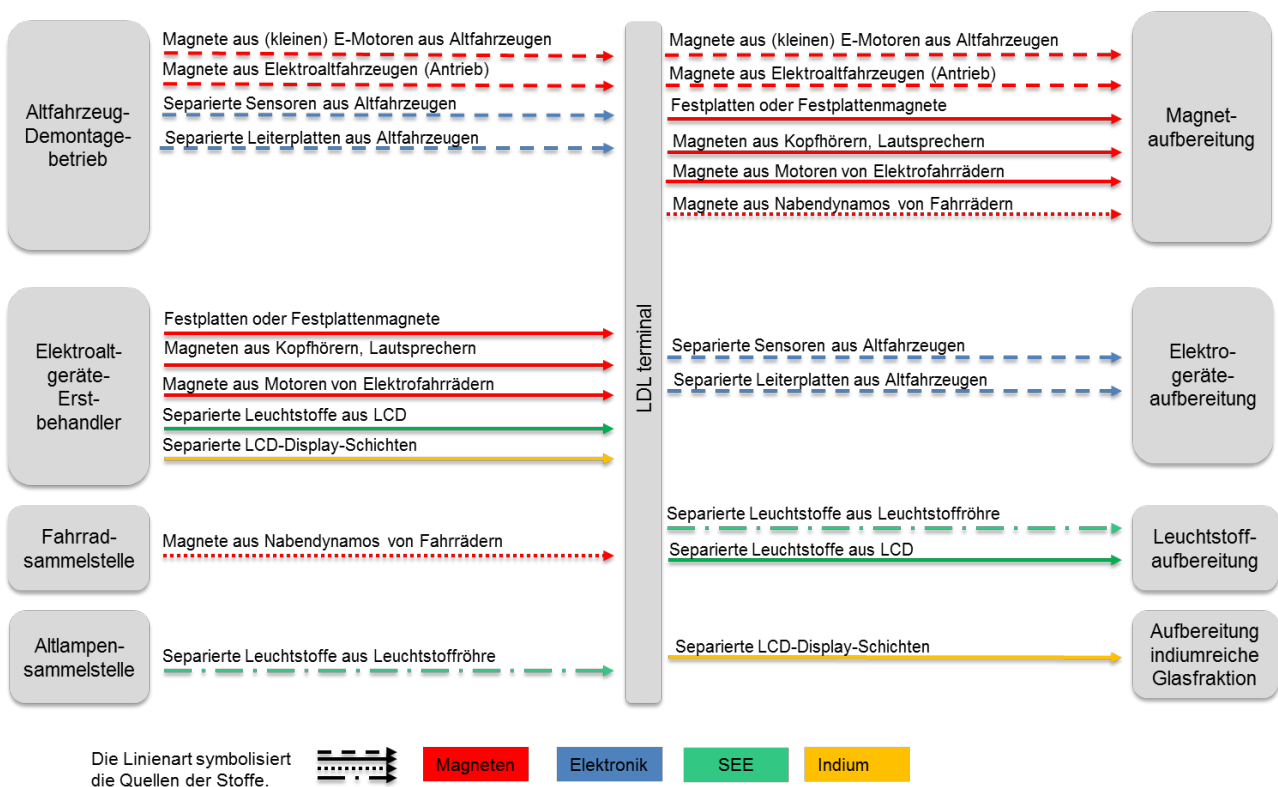 Altfahrzeug-
Demontage-
betrieb
Magnete aus (kleinen) E-Motoren aus Altfahrzeugen
Magnete aus Elektroaltfahrzeugen (Antrieb)
Separierte Sensoren aus Altfahrzeugen
Separierte Leiterplatten aus Altfahrzeugen
Elektroalt-
geräte-
Erst-
behandler
Festplatten oder Festplattenmagnete
Magneten aus Kopfhörern, Lautsprechern
Magnete aus Motoren von Elektrofahrrädern
Separierte Leuchtstoffe aus LCD
Separierte LCD-Display-Schichten
Fahrrad-
sammelstelle
Magnete aus Nabendynamos von Fahrrädern
Altlampen-
sammelstelle
Separierte Leuchtstoffe aus Leuchtstoffröhre
LDL terminal
Magnete aus (kleinen) E-Motoren aus Altfahrzeugen
Magnete aus Elektroaltfahrzeugen (Antrieb)
Festplatten oder Festplattenmagnete
Magneten aus Kopfhörern, Lautsprechern
Magnete aus Motoren von Elektrofahrrädern
Magnete aus Nabendynamos von Fahrrädern
Magnet-
aufbereitung
Separierte Sensoren aus Altfahrzeugen
Separierte Leiterplatten aus Altfahrzeugen
Elektro-
geräte-
aufbereitung
Separierte Leuchtstoffe aus Leuchtstoffröhre
Separierte Leuchtstoffe aus LCD
Leuchtstoff-
aufbereitung
Separierte LCD-Display-Schichten
Aufbereitung
indiumreiche
Glasfraktion
Die Linienart symbolisiert
die Quellen der Stoffe.
Magneten
Elektronik
SEE
Indium